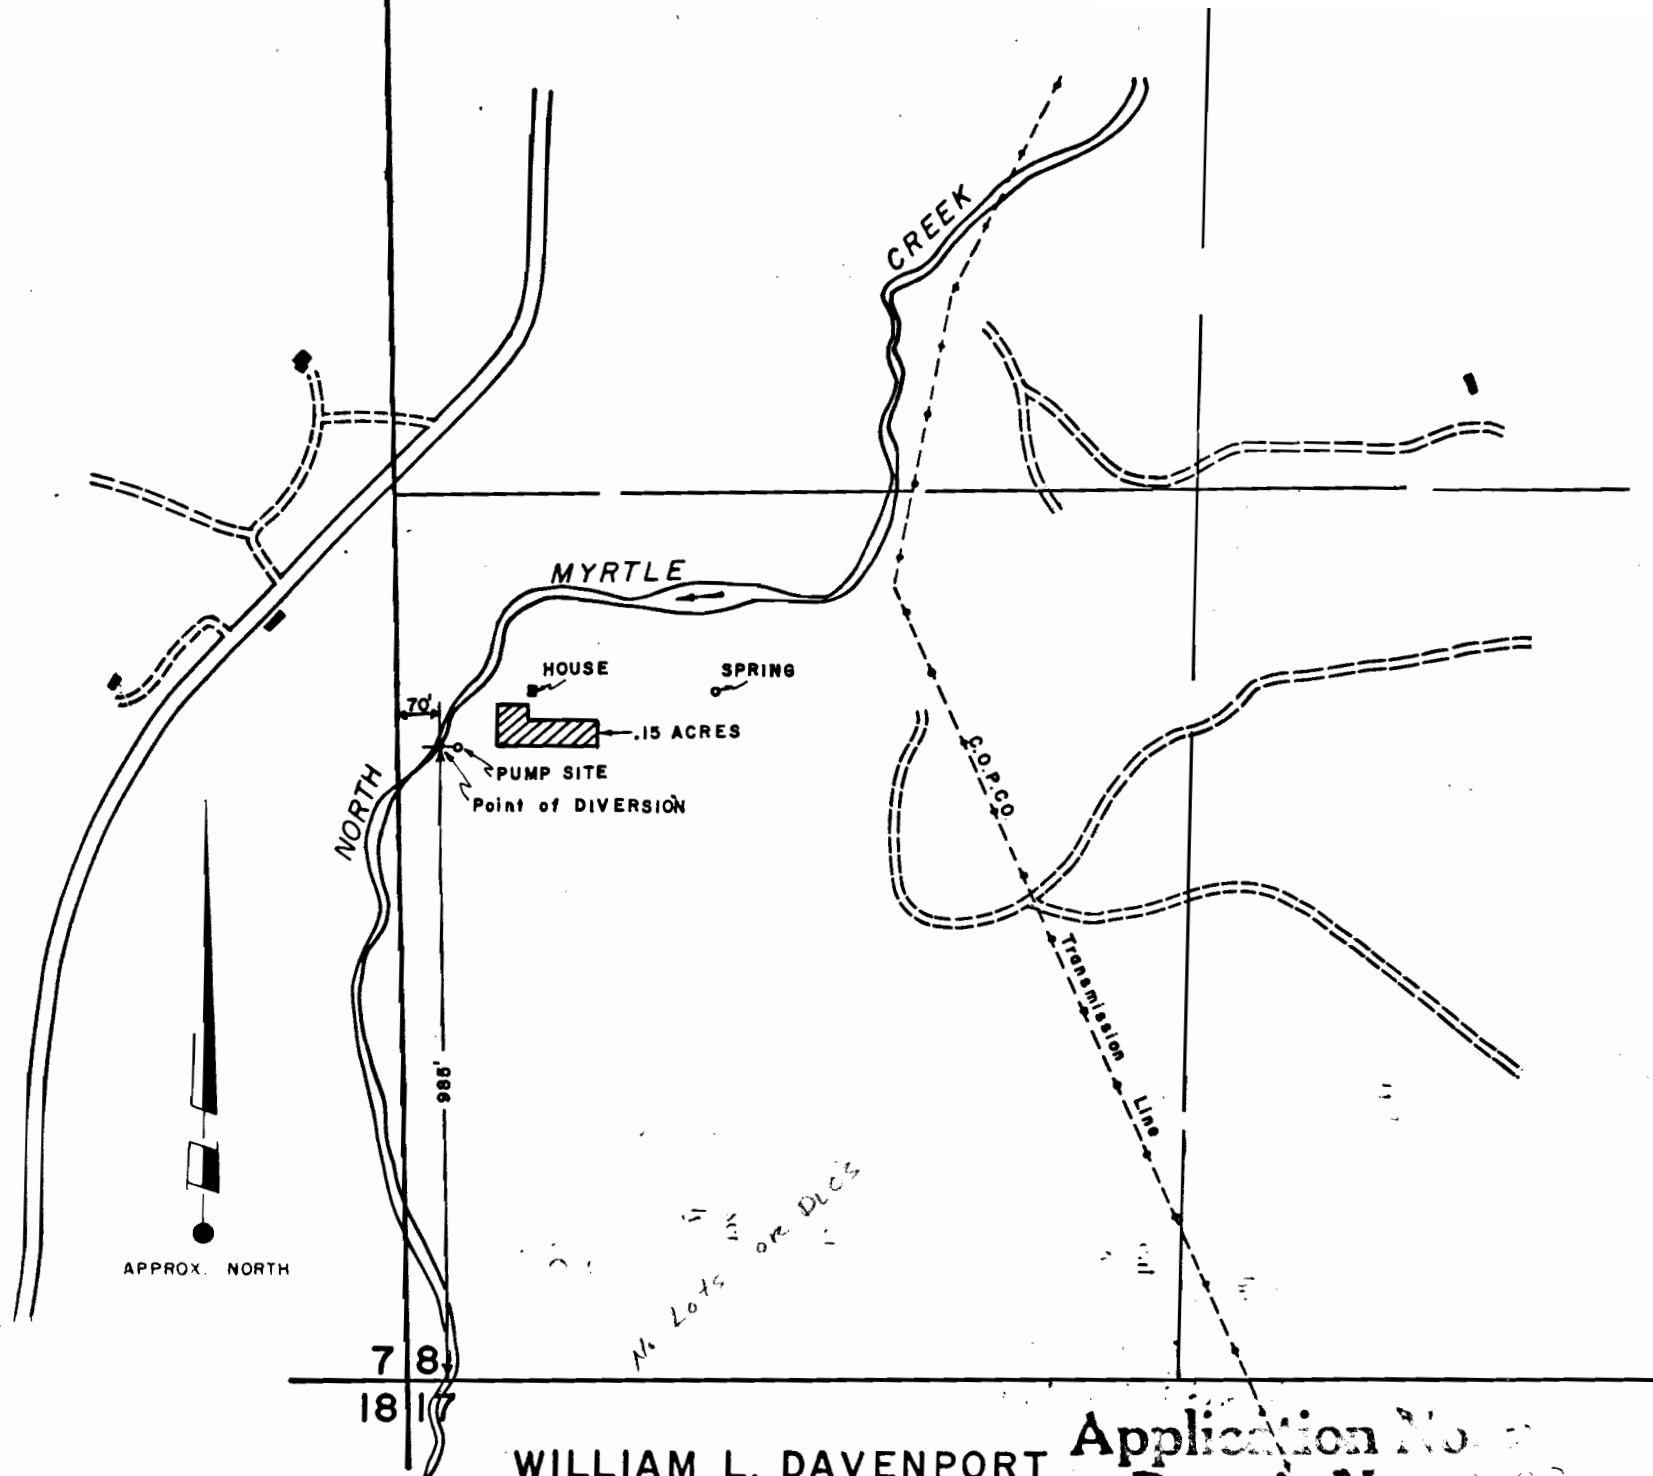 CREEK
MYRTLE
HOUSE
SPRING
70'
.15 ACRES
PUMP SITE
Point of DIVERSION
NORTH
C.O.P.CO.
Transmission
Line
985'
APPROX. NORTH
No Lots or DLC's
7 8
18 17
WILLIAM L. DAVENPORT
Application No.